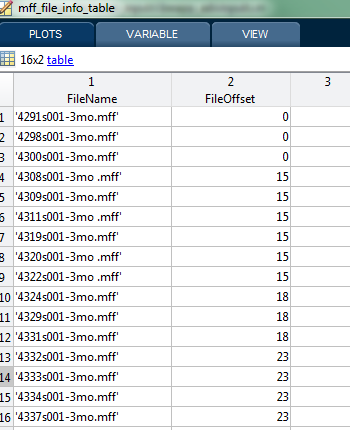 mff_file_info_table
PLOTS VARIABLE VIEW
16x2 table
1 2 3
FileName FileOffset
1 '4291s001-3mo.mff' 0
2 '4298s001-3mo.mff' 0
3 '4300s001-3mo.mff' 0
4 '4308s001-3mo .mff' 15
5 '4309s001-3mo.mff' 15
6 '4311s001-3mo .mff' 15
7 '4319s001-3mo.mff' 15
8 '4320s001-3mo .mff' 15
9 '4322s001-3mo .mff' 15
10 '4324s001-3mo.mff' 18
11 '4329s001-3mo.mff' 18
12 '4331s001-3mo.mff' 18
13 '4332s001-3mo.mff' 23
14 '4333s001-3mo.mff' 23
15 '4334s001-3mo.mff' 23
16 '4337s001-3mo.mff' 23